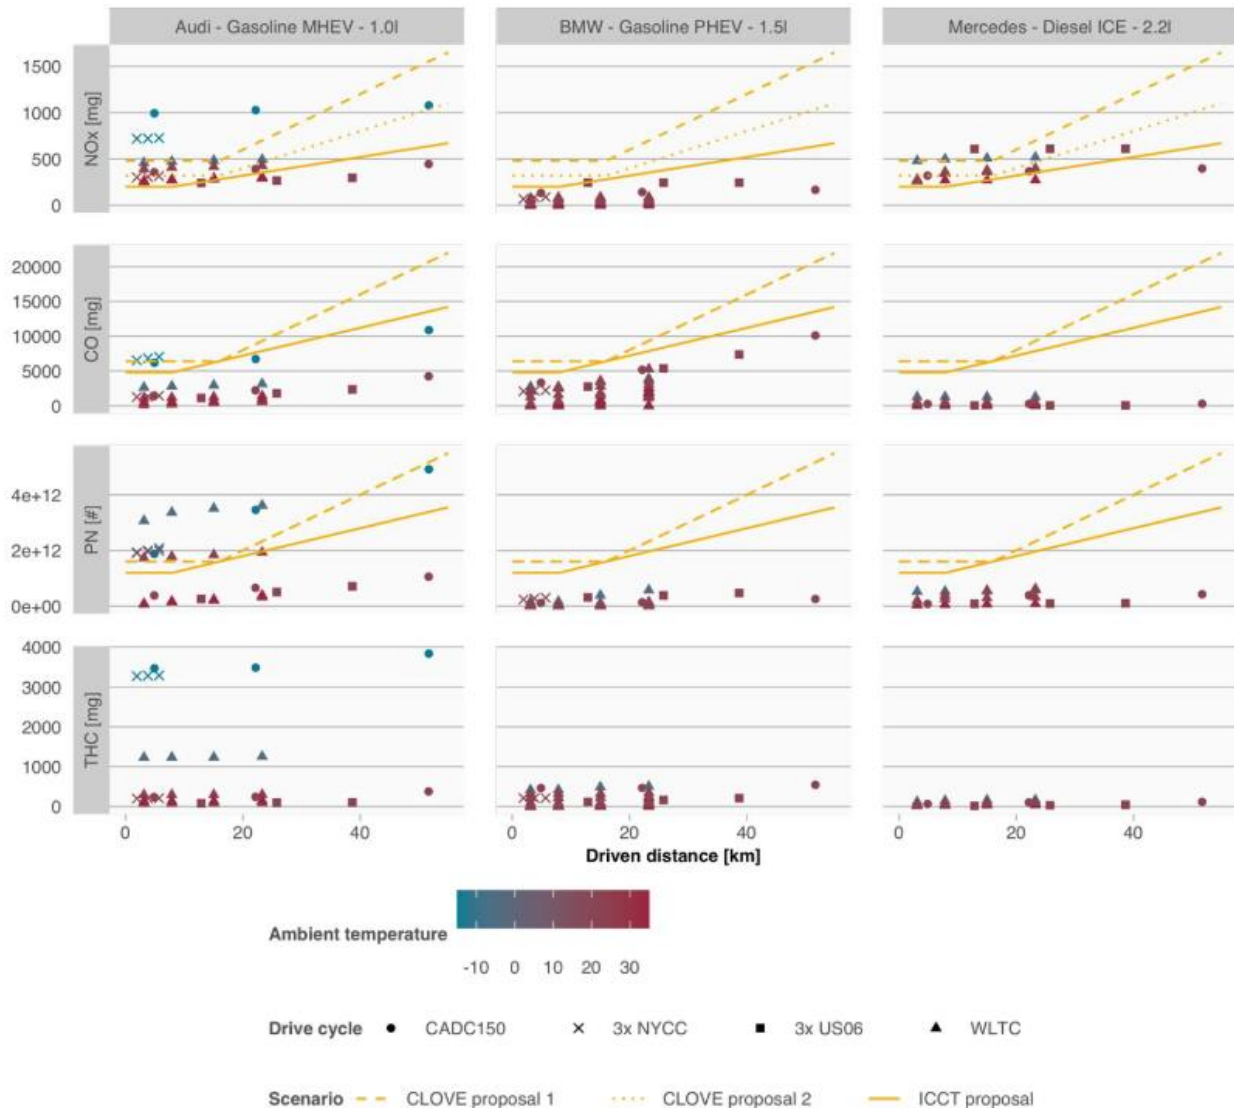 Audi - Gasoline MHEV - 1.0l
BMW - Gasoline PHEV - 1.5l
Mercedes - Diesel ICE - 2.2l
NOx [mg]
1500
1000
500
0
CO [mg]
20000
15000
10000
5000
0
PN [#]
4e+12
2e+12
0e+00
THC [mg]
4000
3000
2000
1000
0
0 20 40
0 20 40
0 20 40
Driven distance [km]
Ambient temperature
-10 0 10 20 30
Drive cycle CADC150 3x NYCC 3x US06 WLTC
Scenario CLOVE proposal 1 CLOVE proposal 2 ICCT proposal